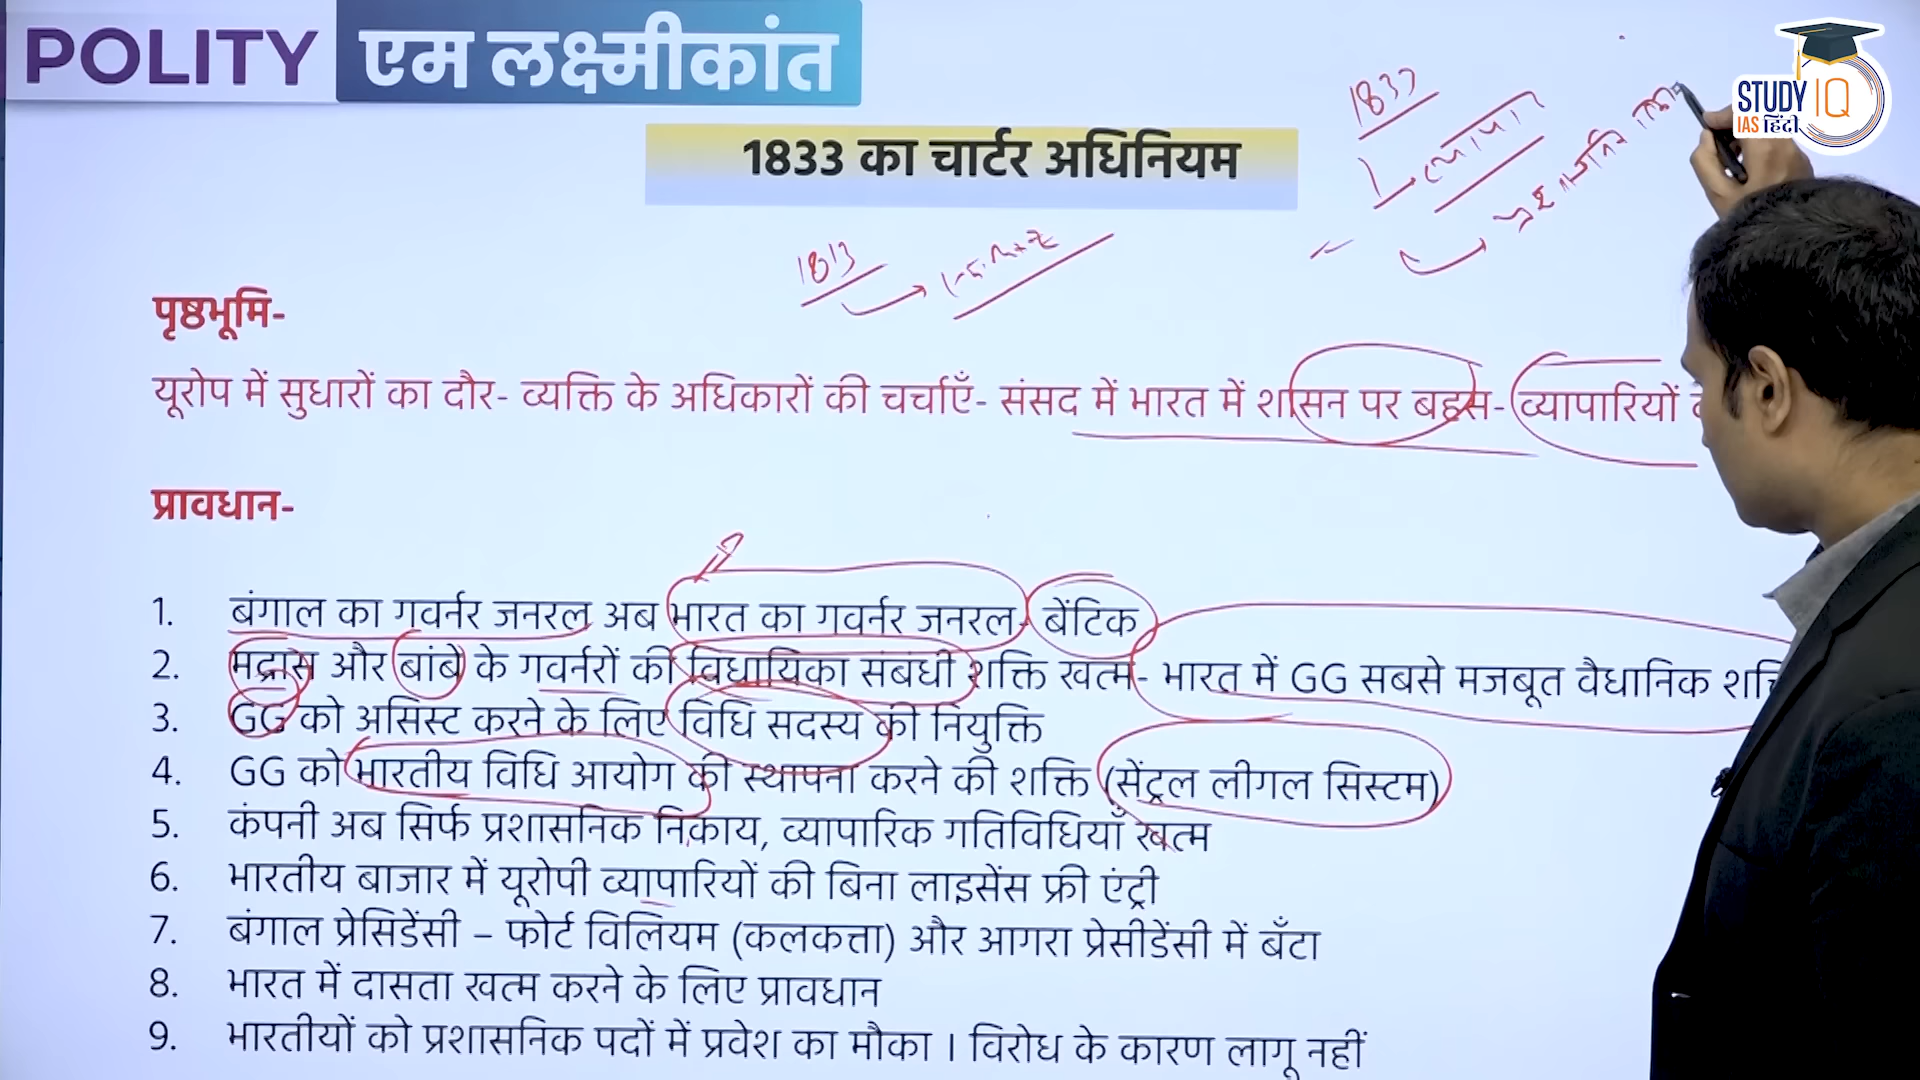 POLITY एम लक्ष्मीकांत
STUDY IQ
IAS हिंदी
1833 का चार्टर अधिनियम
1833
1813
पृष्ठभूमि-
यूरोप में सुधारों का दौर- व्यक्ति के अधिकारों की चर्चाएँ- संसद में भारत में शासन पर बहस- व्यापारियों
प्रावधान-
1. बंगाल का गवर्नर जनरल अब भारत का गवर्नर जनरल- बेंटिक
2. मद्रास और बांबे के गवर्नरों की विधायिका संबंधी शक्ति खत्म- भारत में GG सबसे मजबूत वैधानिक
3. GG को असिस्ट करने के लिए विधि सदस्य की नियुक्ति
4. GG को भारतीय विधि आयोग की स्थापना करने की शक्ति (सेंट्रल लीगल सिस्टम)
5. कंपनी अब सिर्फ प्रशासनिक निकाय, व्यापारिक गतिविधियाँ खत्म
6. भारतीय बाजार में यूरोपी व्यापारियों की बिना लाइसेंस फ्री एंट्री
7. बंगाल प्रेसिडेंसी – फोर्ट विलियम (कलकत्ता) और आगरा प्रेसीडेंसी में बँटा
8. भारत में दासता खत्म करने के लिए प्रावधान
9. भारतीयों को प्रशासनिक पदों में प्रवेश का मौका । विरोध के कारण लागू नहीं